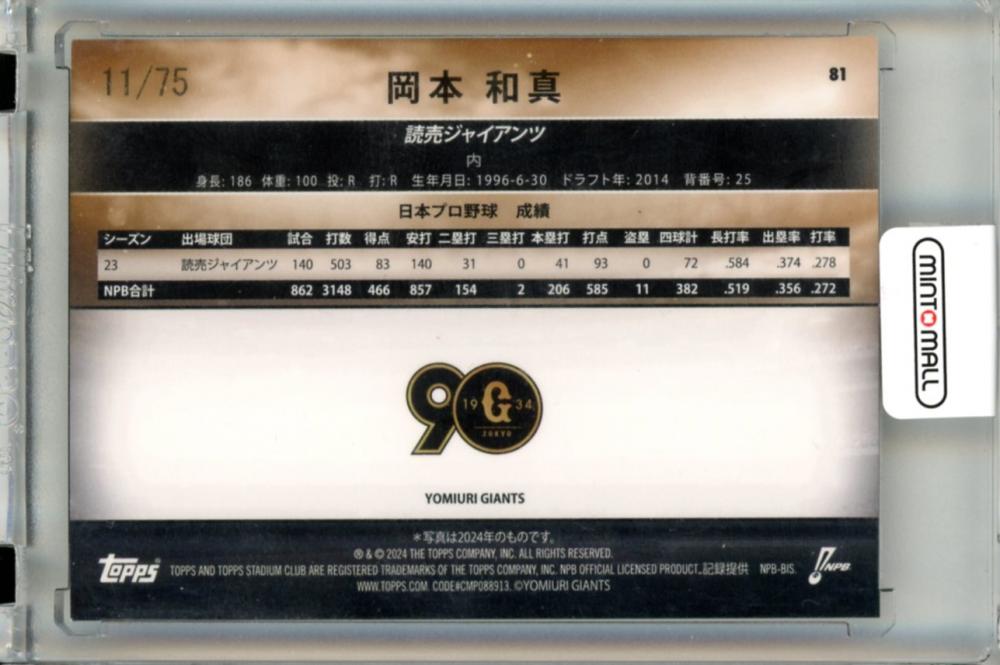 11/75
岡本 和真
81
読売ジャイアンツ
内
身長: 186 体重: 100 投: R 打: R 生年月日: 1996-6-30 ドラフト年: 2014 背番号: 25
日本プロ野球 成績
シーズン 出場球団 試合 打数 得点 安打 二塁打 三塁打 本塁打 打点 盗塁 四球計 長打率 出塁率 打率
23 読売ジャイアンツ 140 503 83 140 31 0 41 93 0 72 .584 .374 .278
NPB合計 862 3148 466 857 154 2 206 585 11 382 .519 .356 .272
90
19 G 34
TOKYO
YOMIURI GIANTS
*写真は2024年のものです。
® & © 2024 THE TOPPS COMPANY, INC. ALL RIGHTS RESERVED.
TOPPS AND TOPPS STADIUM CLUB ARE REGISTERED TRADEMARKS OF THE TOPPS COMPANY, INC. NPB OFFICIAL LICENSED PRODUCT. 記録提供 NPB-BIS.
WWW.TOPPS.COM. CODE#CMP088913. ©YOMIURI GIANTS
topps
NPB
MINTOMALL